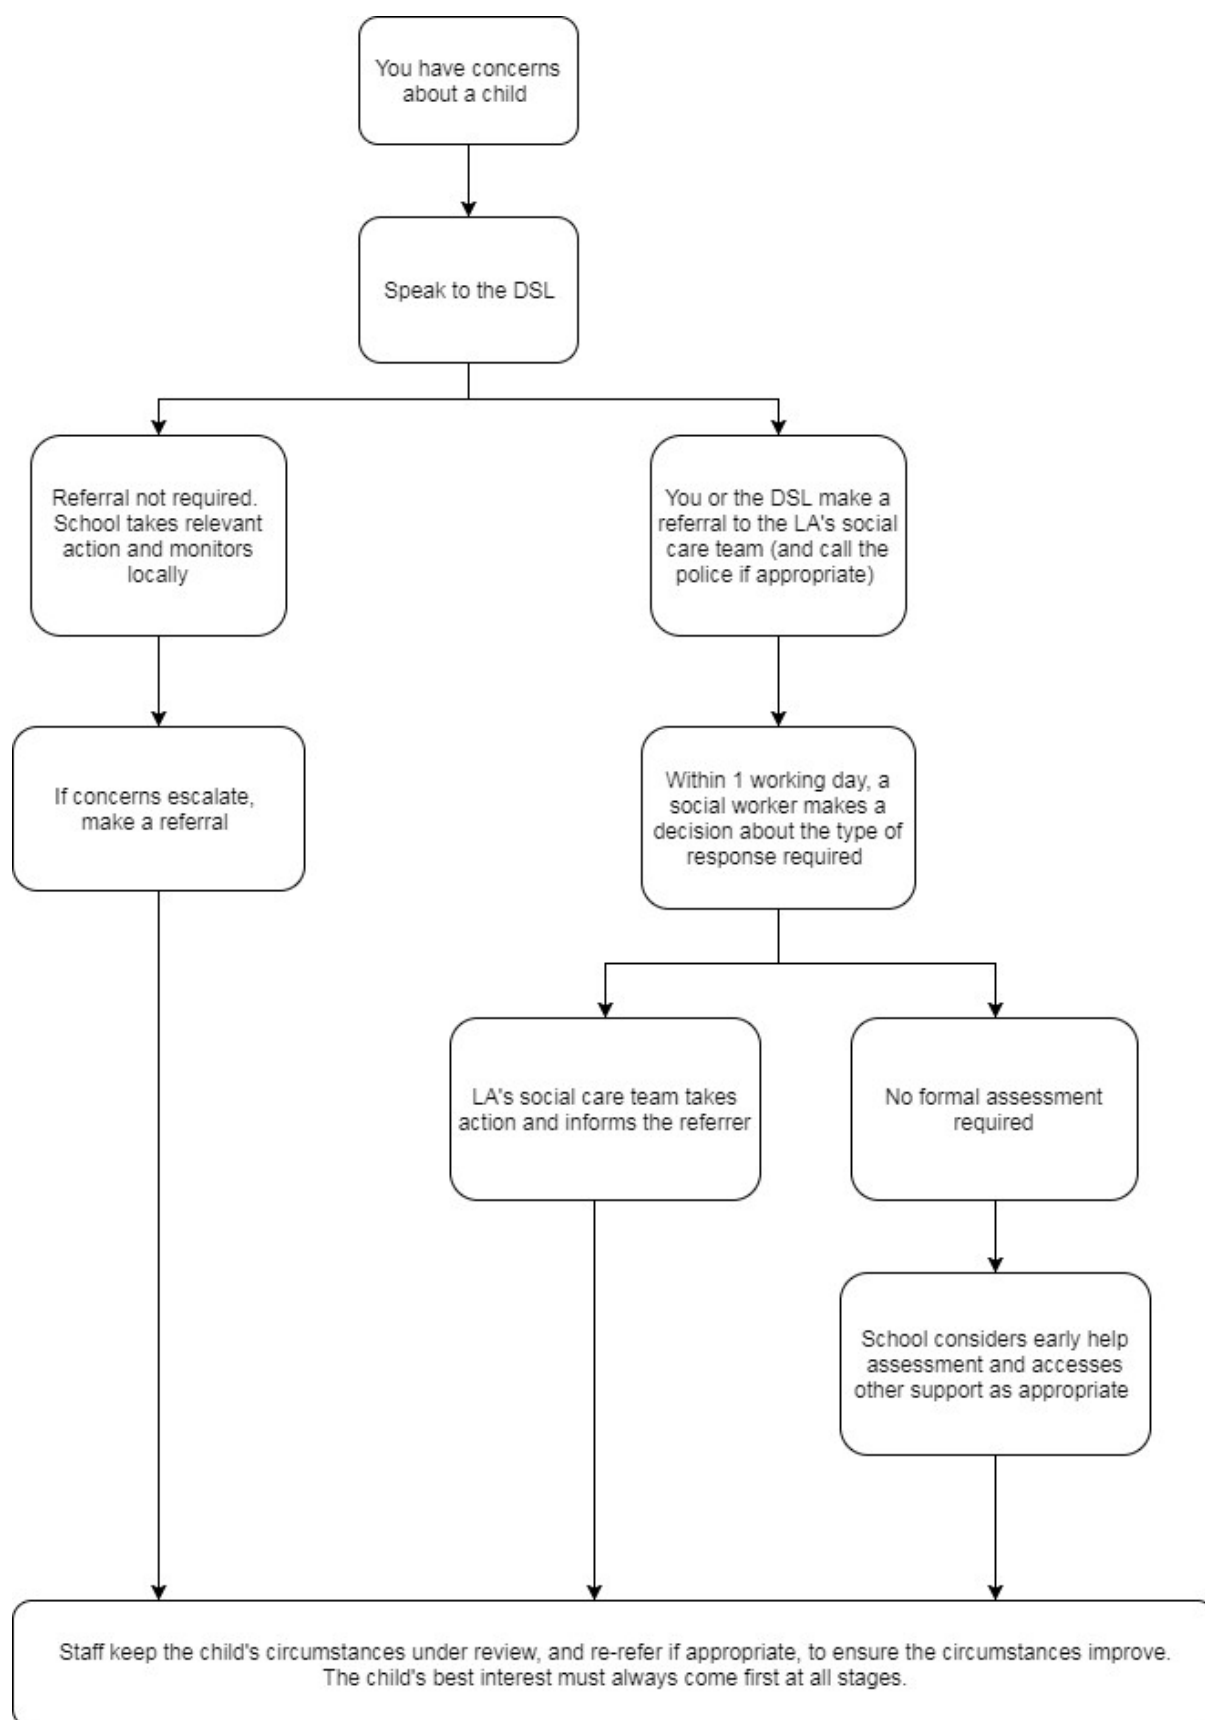 You have concerns
about a child
Speak to the DSL
Referral not required.
School takes relevant
action and monitors
locally
You or the DSL make a
referral to the LA's social
care team (and call the
police if appropriate)
If concerns escalate,
make a referral
Within 1 working day, a
social worker makes a
decision about the type of
response required
LA's social care team takes
action and informs the referrer
No formal assessment
required
School considers early help
assessment and accesses
other support as appropriate
Staff keep the child's circumstances under review, and re-refer if appropriate, to ensure the circumstances improve.
The child's best interest must always come first at all stages.